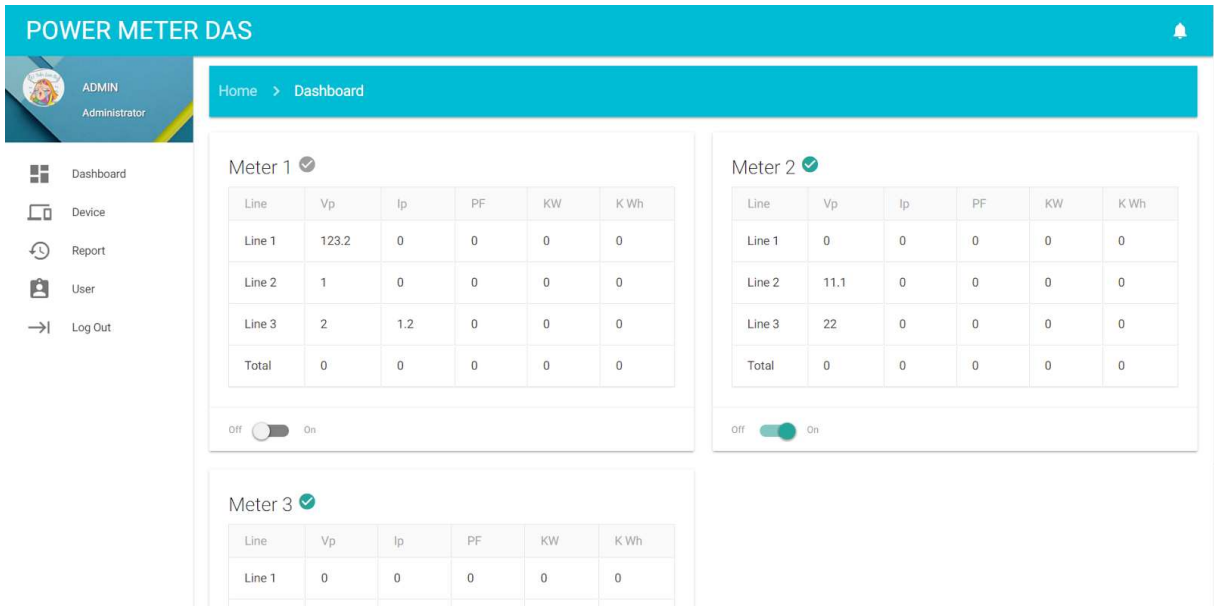 POWER METER DAS
ADMIN
Administrator
Dashboard
Device
Report
User
Log Out
Home > Dashboard
Meter 1
Line Vp Ip PF KW K Wh
Line 1 123.2 0 0 0 0
Line 2 1 0 0 0 0
Line 3 2 1.2 0 0 0
Total 0 0 0 0 0
Off On
Meter 2
Line Vp Ip PF KW K Wh
Line 1 0 0 0 0 0
Line 2 11.1 0 0 0 0
Line 3 22 0 0 0 0
Total 0 0 0 0 0
Off On
Meter 3
Line Vp Ip PF KW K Wh
Line 1 0 0 0 0 0